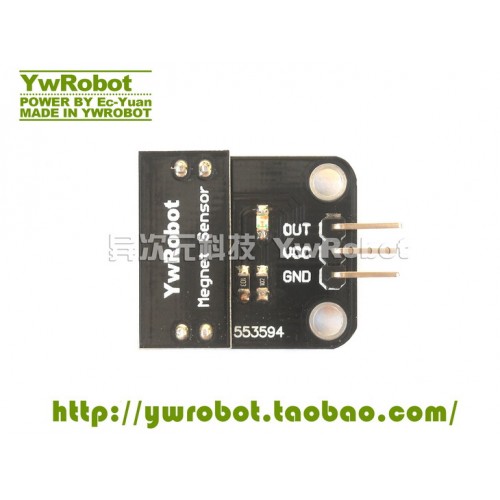 YwRobot
POWER BY Ec-Yuan
MADE IN YWROBOT
YwRobot
Megnet Sensor
OUT
VCC
GND
异次元科技 YwRobot
103
553594
http://ywrobot.taobao.com/